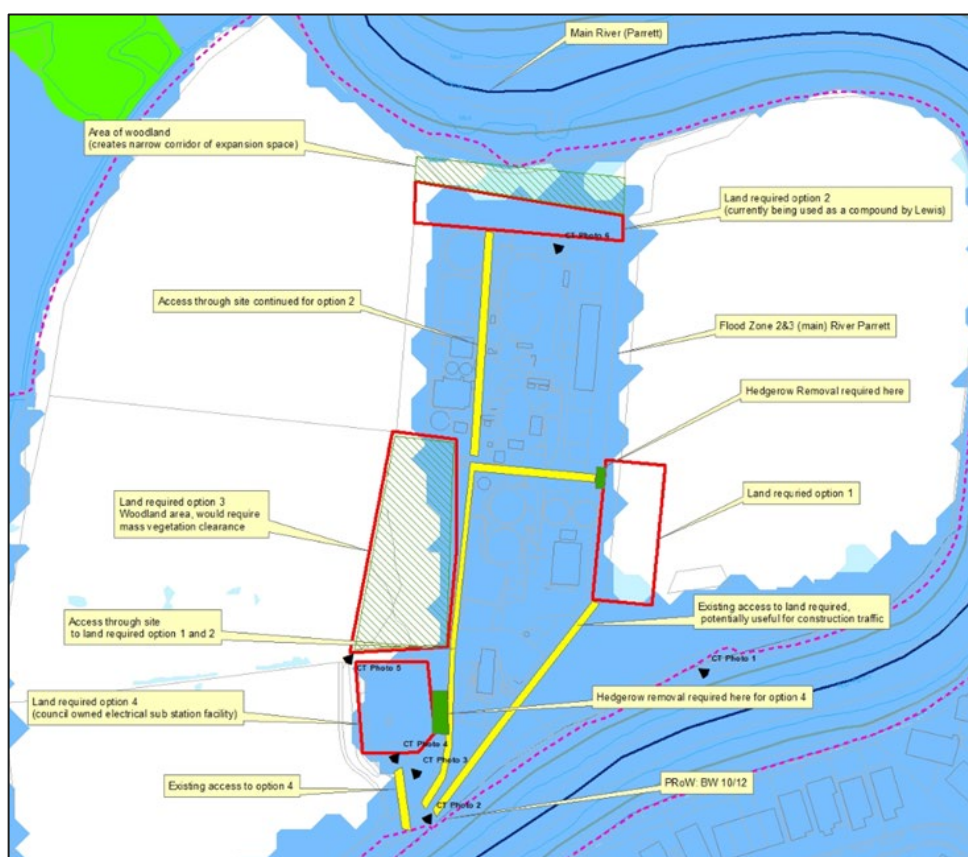 Main River (Parrett)
Area of woodland
(creates narrow corridor of expansion space)
Land required option 2
(currently being used as a compound by Lewis)
CT Photo 6
Access through site continued for option 2
Flood Zone 2&3 (main) River Parrett
Hedgerow Removal required here
Land required option 3
Woodland area, would require
mass vegetation clearance
Land requried option 1
Access through site
to land required option 1 and 2
Existing access to land required,
potentially useful for construction traffic
CT Photo 5
CT Photo 1
Land required option 4
(council owned electrical sub station facility)
Hedgerow removal required here for option 4
CT Photo 4
CT Photo 3
Existing access to option 4
CT Photo 2
PRoW: BW 10/12